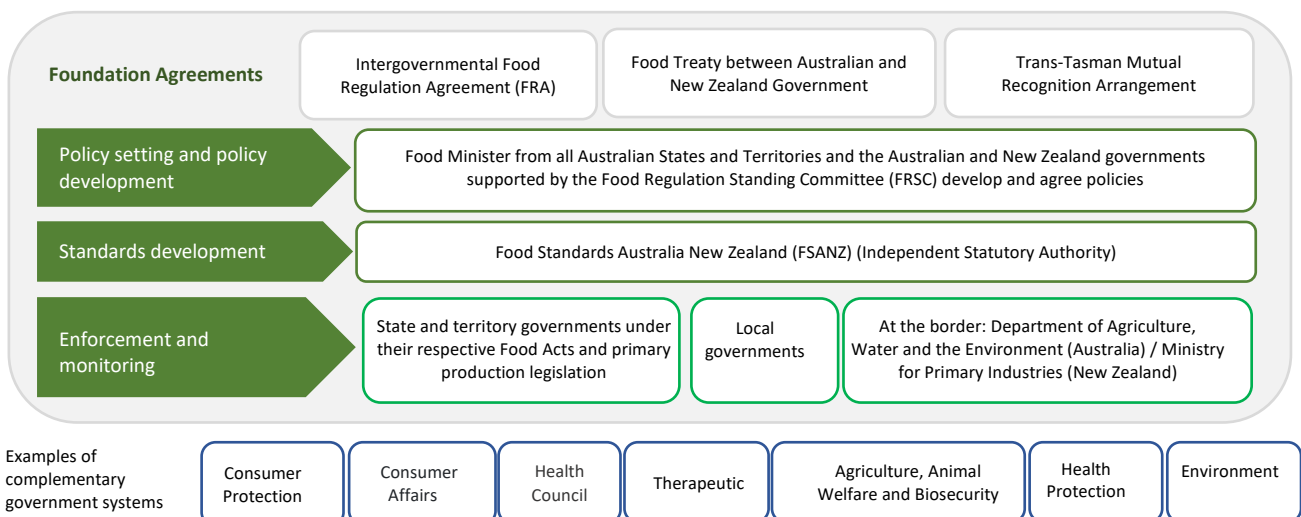 Foundation Agreements
Intergovernmental Food
Regulation Agreement (FRA)
Food Treaty between Australian and
New Zealand Government
Trans-Tasman Mutual
Recognition Arrangement
Policy setting and policy
development
Food Minister from all Australian States and Territories and the Australian and New Zealand governments
supported by the Food Regulation Standing Committee (FRSC) develop and agree policies
Standards development
Food Standards Australia New Zealand (FSANZ) (Independent Statutory Authority)
Enforcement and
monitoring
State and territory governments under
their respective Food Acts and primary
production legislation
Local
governments
At the border: Department of Agriculture,
Water and the Environment (Australia) / Ministry
for Primary Industries (New Zealand)
Examples of
complementary
government systems
Consumer
Protection
Consumer
Affairs
Health
Council
Therapeutic
Agriculture, Animal
Welfare and Biosecurity
Health
Protection
Environment